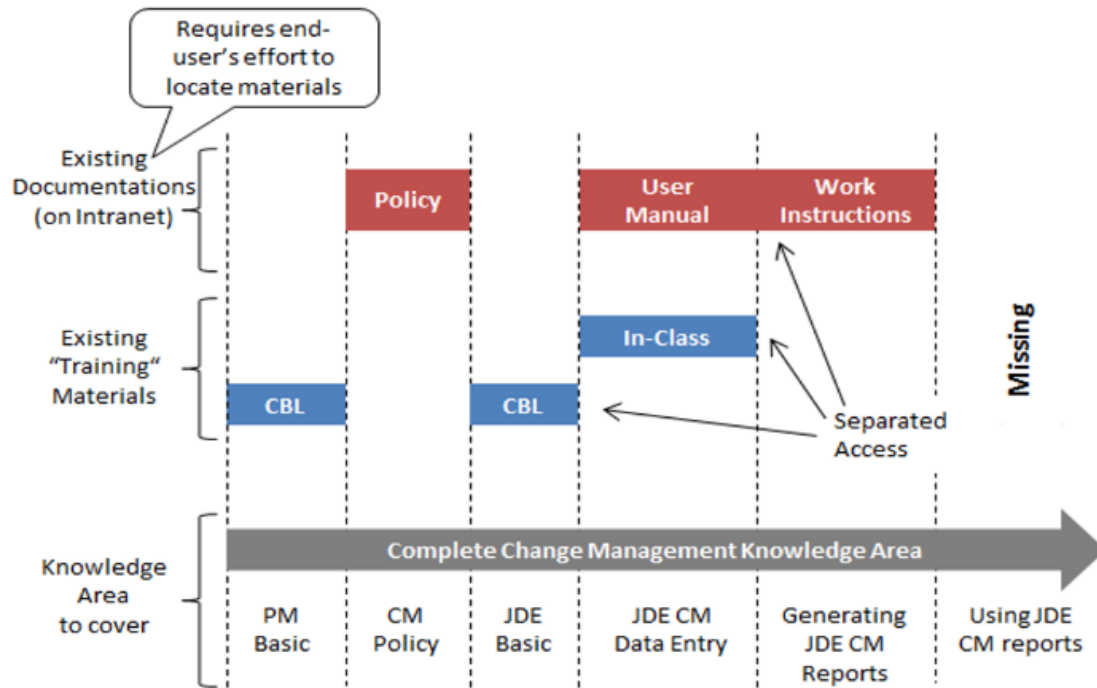 Requires end-
user's effort to
locate materials
Existing
Documentations
(on Intranet)
Policy
User
Manual
Work
Instructions
Existing
“Training“
Materials
In-Class
CBL
CBL
Separated
Access
Missing
Knowledge
Area
to cover
Complete Change Management Knowledge Area
PM
Basic
CM
Policy
JDE
Basic
JDE CM
Data Entry
Generating
JDE CM
Reports
Using JDE
CM reports